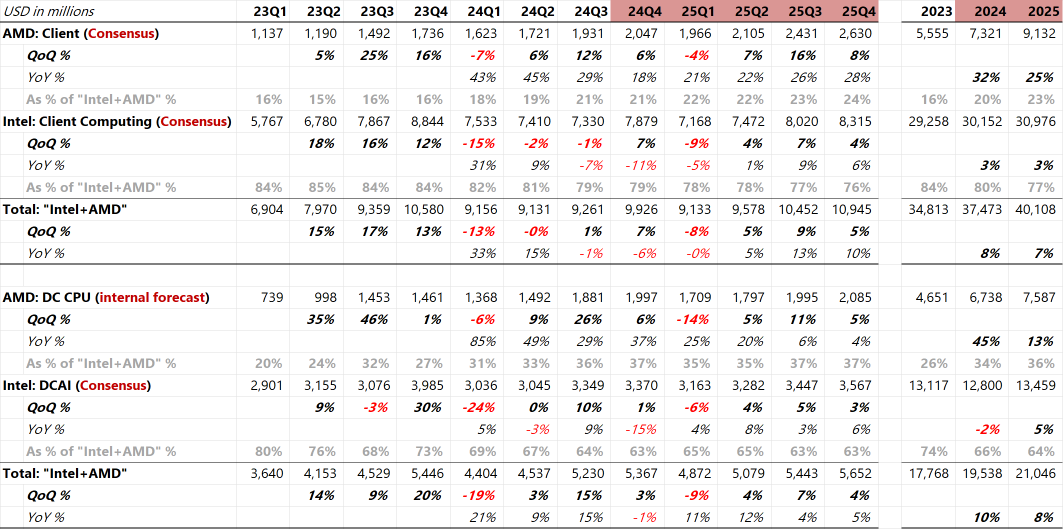 USD in millions 23Q1 23Q2 23Q3 23Q4 24Q1 24Q2 24Q3 24Q4 25Q1 25Q2 25Q3 25Q4 2023 2024 2025
AMD: Client (Consensus) 1,137 1,190 1,492 1,736 1,623 1,721 1,931 2,047 1,966 2,105 2,431 2,630 5,555 7,321 9,132
QoQ % 5% 25% 16% -7% 6% 12% 6% -4% 7% 16% 8%
YoY % 43% 45% 29% 18% 21% 22% 26% 28% 32% 25%
As % of "Intel+AMD" % 16% 15% 16% 16% 18% 19% 21% 21% 22% 22% 23% 24% 16% 20% 23%
Intel: Client Computing (Consensus) 5,767 6,780 7,867 8,844 7,533 7,410 7,330 7,879 7,168 7,472 8,020 8,315 29,258 30,152 30,976
QoQ % 18% 16% 12% -15% -2% -1% 7% -9% 4% 7% 4%
YoY % 31% 9% -7% -11% -5% 1% 9% 6% 3% 3%
As % of "Intel+AMD" % 84% 85% 84% 84% 82% 81% 79% 79% 78% 78% 77% 76% 84% 80% 77%
Total: "Intel+AMD" 6,904 7,970 9,359 10,580 9,156 9,131 9,261 9,926 9,133 9,578 10,452 10,945 34,813 37,473 40,108
QoQ % 15% 17% 13% -13% -0% 1% 7% -8% 5% 9% 5%
YoY % 33% 15% -1% -6% -0% 5% 13% 10% 8% 7%
AMD: DC CPU (internal forecast) 739 998 1,453 1,461 1,368 1,492 1,881 1,997 1,709 1,797 1,995 2,085 4,651 6,738 7,587
QoQ % 35% 46% 1% -6% 9% 26% 6% -14% 5% 11% 5%
YoY % 85% 49% 29% 37% 25% 20% 6% 4% 45% 13%
As % of "Intel+AMD" % 20% 24% 32% 27% 31% 33% 36% 37% 35% 35% 37% 37% 26% 34% 36%
Intel: DCAI (Consensus) 2,901 3,155 3,076 3,985 3,036 3,045 3,349 3,370 3,163 3,282 3,447 3,567 13,117 12,800 13,459
QoQ % 9% -3% 30% -24% 0% 10% 1% -6% 4% 5% 3%
YoY % 5% -3% 9% -15% 4% 8% 3% 6% -2% 5%
As % of "Intel+AMD" % 80% 76% 68% 73% 69% 67% 64% 63% 65% 65% 63% 63% 74% 66% 64%
Total: "Intel+AMD" 3,640 4,153 4,529 5,446 4,404 4,537 5,230 5,367 4,872 5,079 5,443 5,652 17,768 19,538 21,046
QoQ % 14% 9% 20% -19% 3% 15% 3% -9% 4% 7% 4%
YoY % 21% 9% 15% -1% 11% 12% 4% 5% 10% 8%